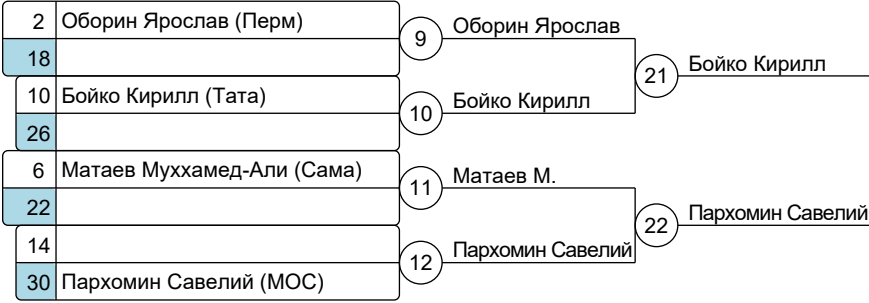 2 Оборин Ярослав (Перм)
9 Оборин Ярослав
18
21 Бойко Кирилл
10 Бойко Кирилл (Тата)
10 Бойко Кирилл
26
6 Матаев Муххамед-Али (Сама)
11 Матаев М.
22
22 Пархомин Савелий
14
12 Пархомин Савелий
30 Пархомин Савелий (МОС)